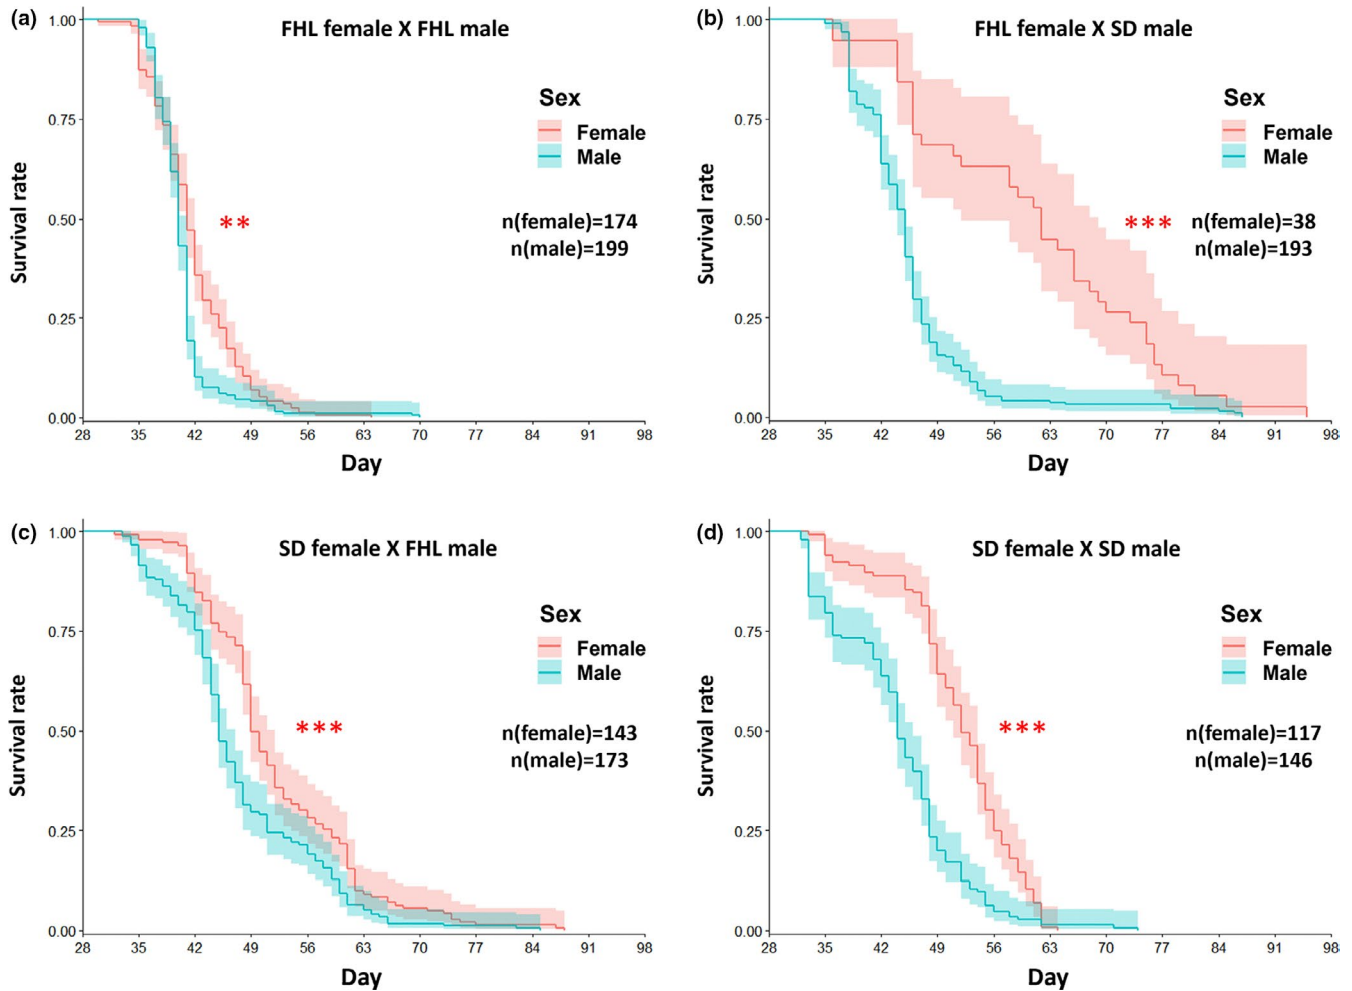 (a)
FHL female X FHL male
Sex
Female
Male
n(female)=174
n(male)=199
**
Survival rate
1.00
0.75
0.50
0.25
0.00
28 35 42 49 56 63 70 77 84 91 98
Day
(b)
FHL female X SD male
Sex
Female
Male
n(female)=38
n(male)=193
***
Survival rate
1.00
0.75
0.50
0.25
0.00
28 35 42 49 56 63 70 77 84 91 98
Day
(c)
SD female X FHL male
Sex
Female
Male
n(female)=143
n(male)=173
***
Survival rate
1.00
0.75
0.50
0.25
0.00
28 35 42 49 56 63 70 77 84 91 98
Day
(d)
SD female X SD male
Sex
Female
Male
n(female)=117
n(male)=146
***
Survival rate
1.00
0.75
0.50
0.25
0.00
28 35 42 49 56 63 70 77 84 91 98
Day